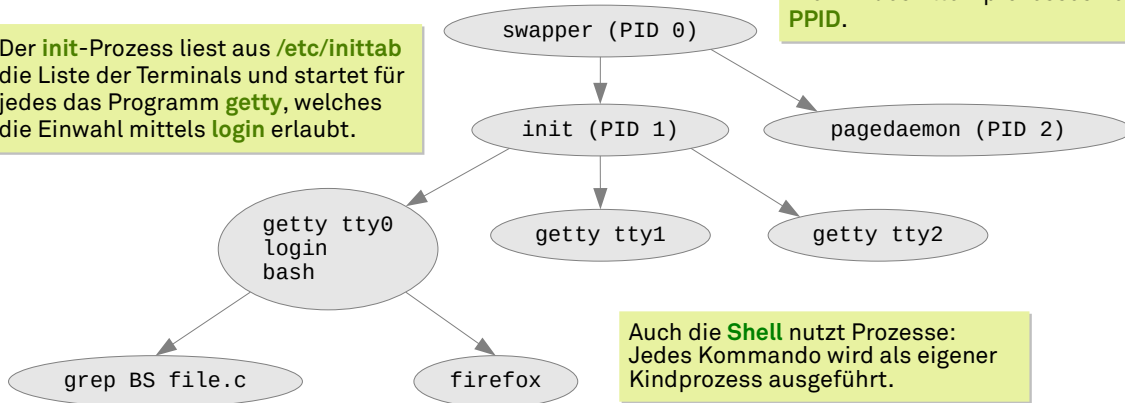 PPID.
swapper (PID 0)
Der init-Prozess liest aus /etc/inittab
die Liste der Terminals und startet für
jedes das Programm getty, welches
die Einwahl mittels login erlaubt.
init (PID 1)
pagedaemon (PID 2)
getty tty0
login
bash
getty tty1
getty tty2
Auch die Shell nutzt Prozesse:
Jedes Kommando wird als eigener
Kindprozess ausgeführt.
grep BS file.c
firefox